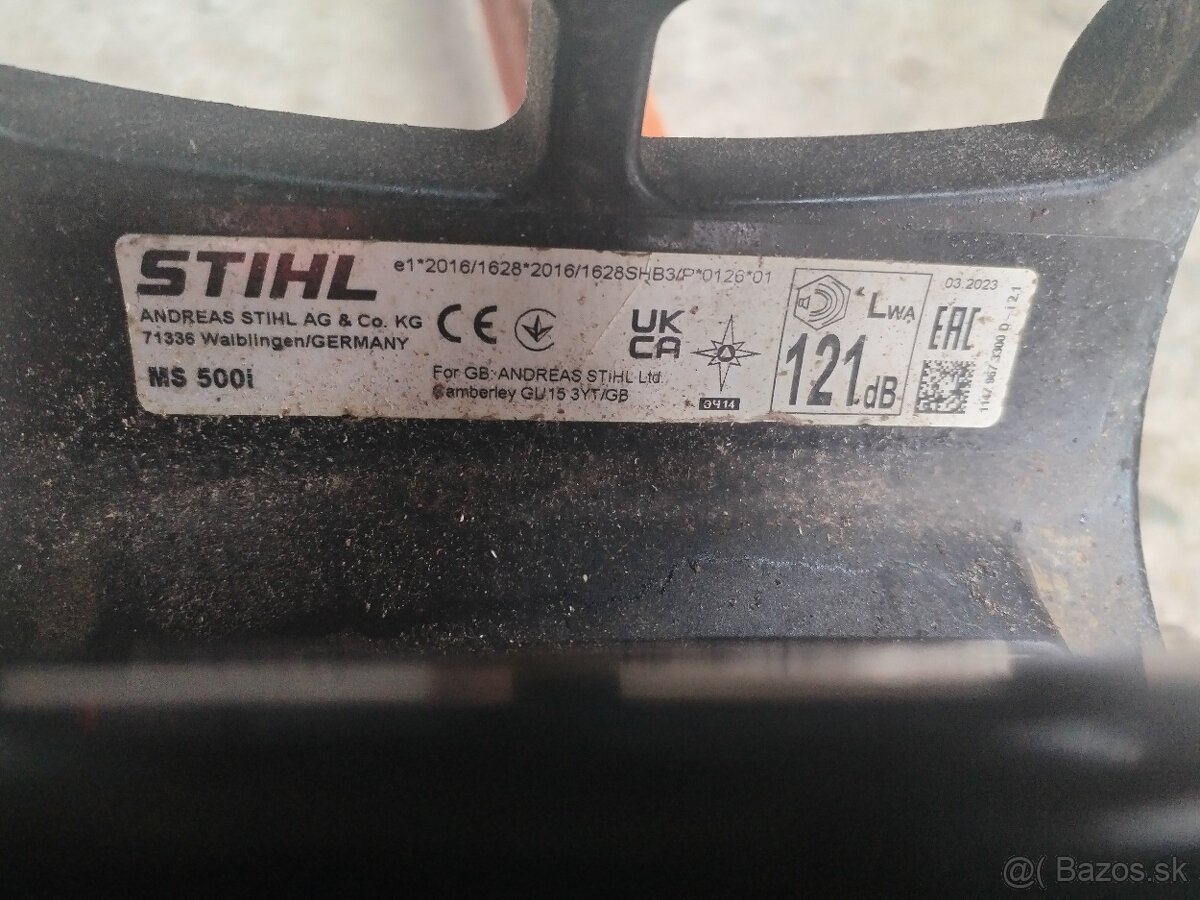 STIHL
e1*2016/1628*2016/1628SHB3/P*0126*01
ANDREAS STIHL AG & Co. KG
71336 Waiblingen/GERMANY
MS 500i
CE
UK
CA
For GB: ANDREAS STIHL Ltd.
Camberley GU15 3YT/GB
ЭЧ14
LWA
121 dB
03.2023
EAC
@( Bazos.sk